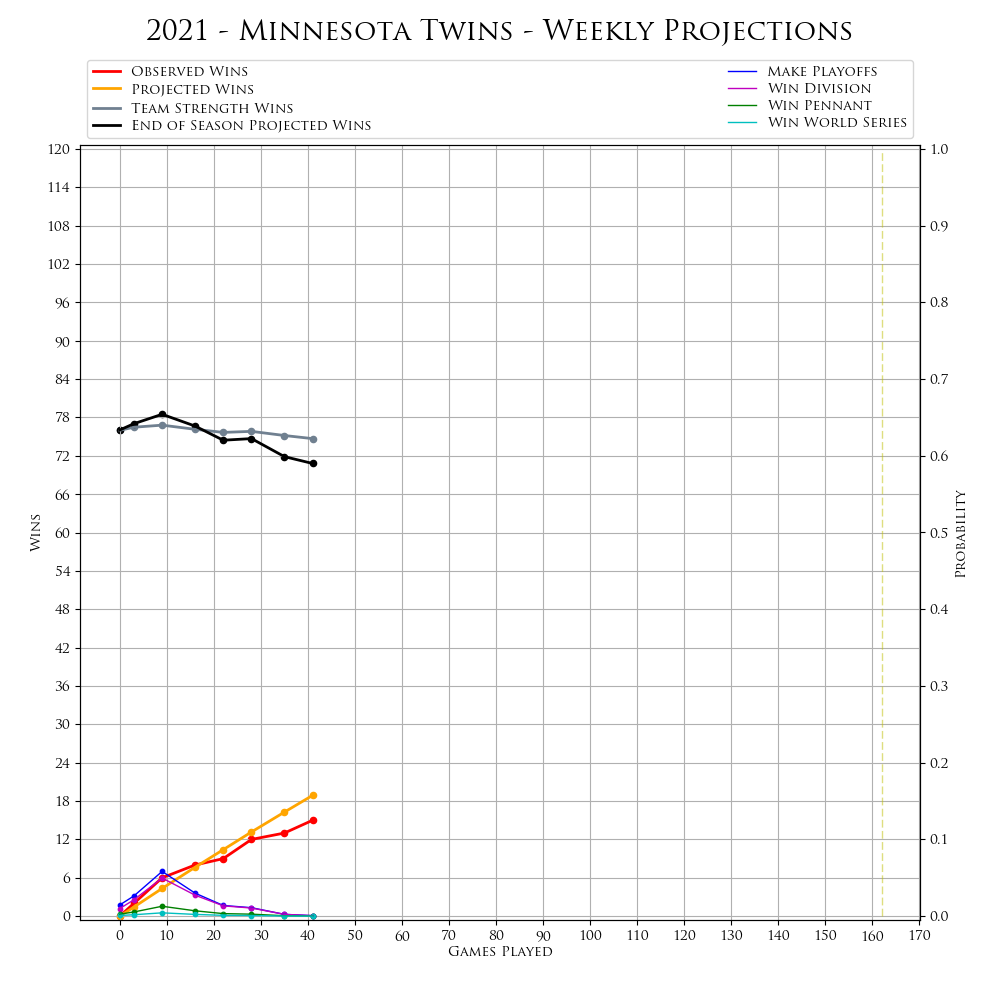 2021 - Minnesota Twins - Weekly Projections
Observed Wins
Projected Wins
Team Strength Wins
End of Season Projected Wins
Make Playoffs
Win Division
Win Pennant
Win World Series
120
114
108
102
96
90
84
78
72
66
60
54
48
42
36
30
24
18
12
6
0
Wins
1.0
0.9
0.8
0.7
0.6
0.5
0.4
0.3
0.2
0.1
0.0
Probability
0 10 20 30 40 50 60 70 80 90 100 110 120 130 140 150 160 170
Games Played